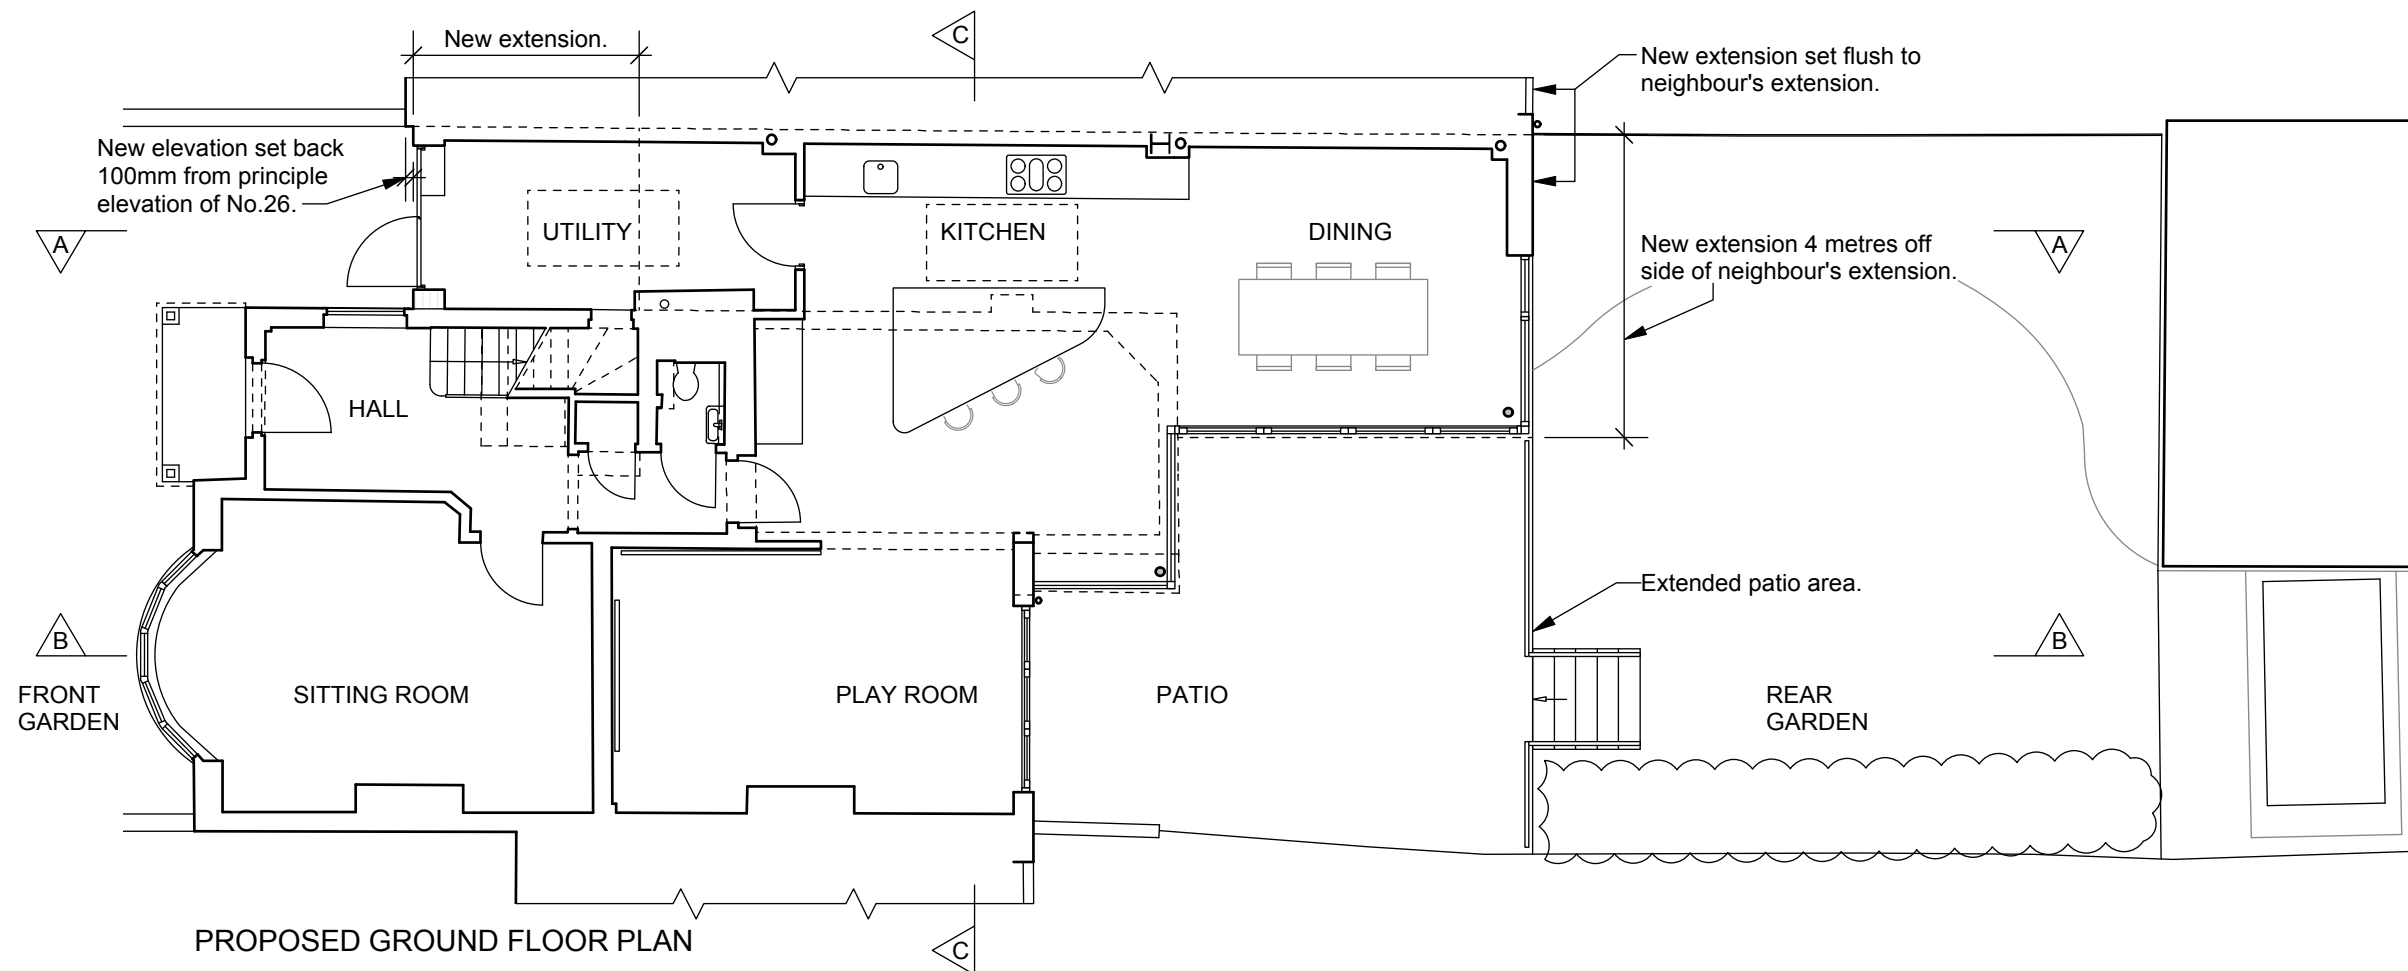 New extension.
C
New extension set flush to
neighbour's extension.
New elevation set back
100mm from principle
elevation of No.26.
A
UTILITY
KITCHEN
DINING
New extension 4 metres off
side of neighbour's extension.
A
HALL
Extended patio area.
B
B
FRONT
GARDEN
SITTING ROOM
PLAY ROOM
PATIO
REAR
GARDEN
PROPOSED GROUND FLOOR PLAN
C